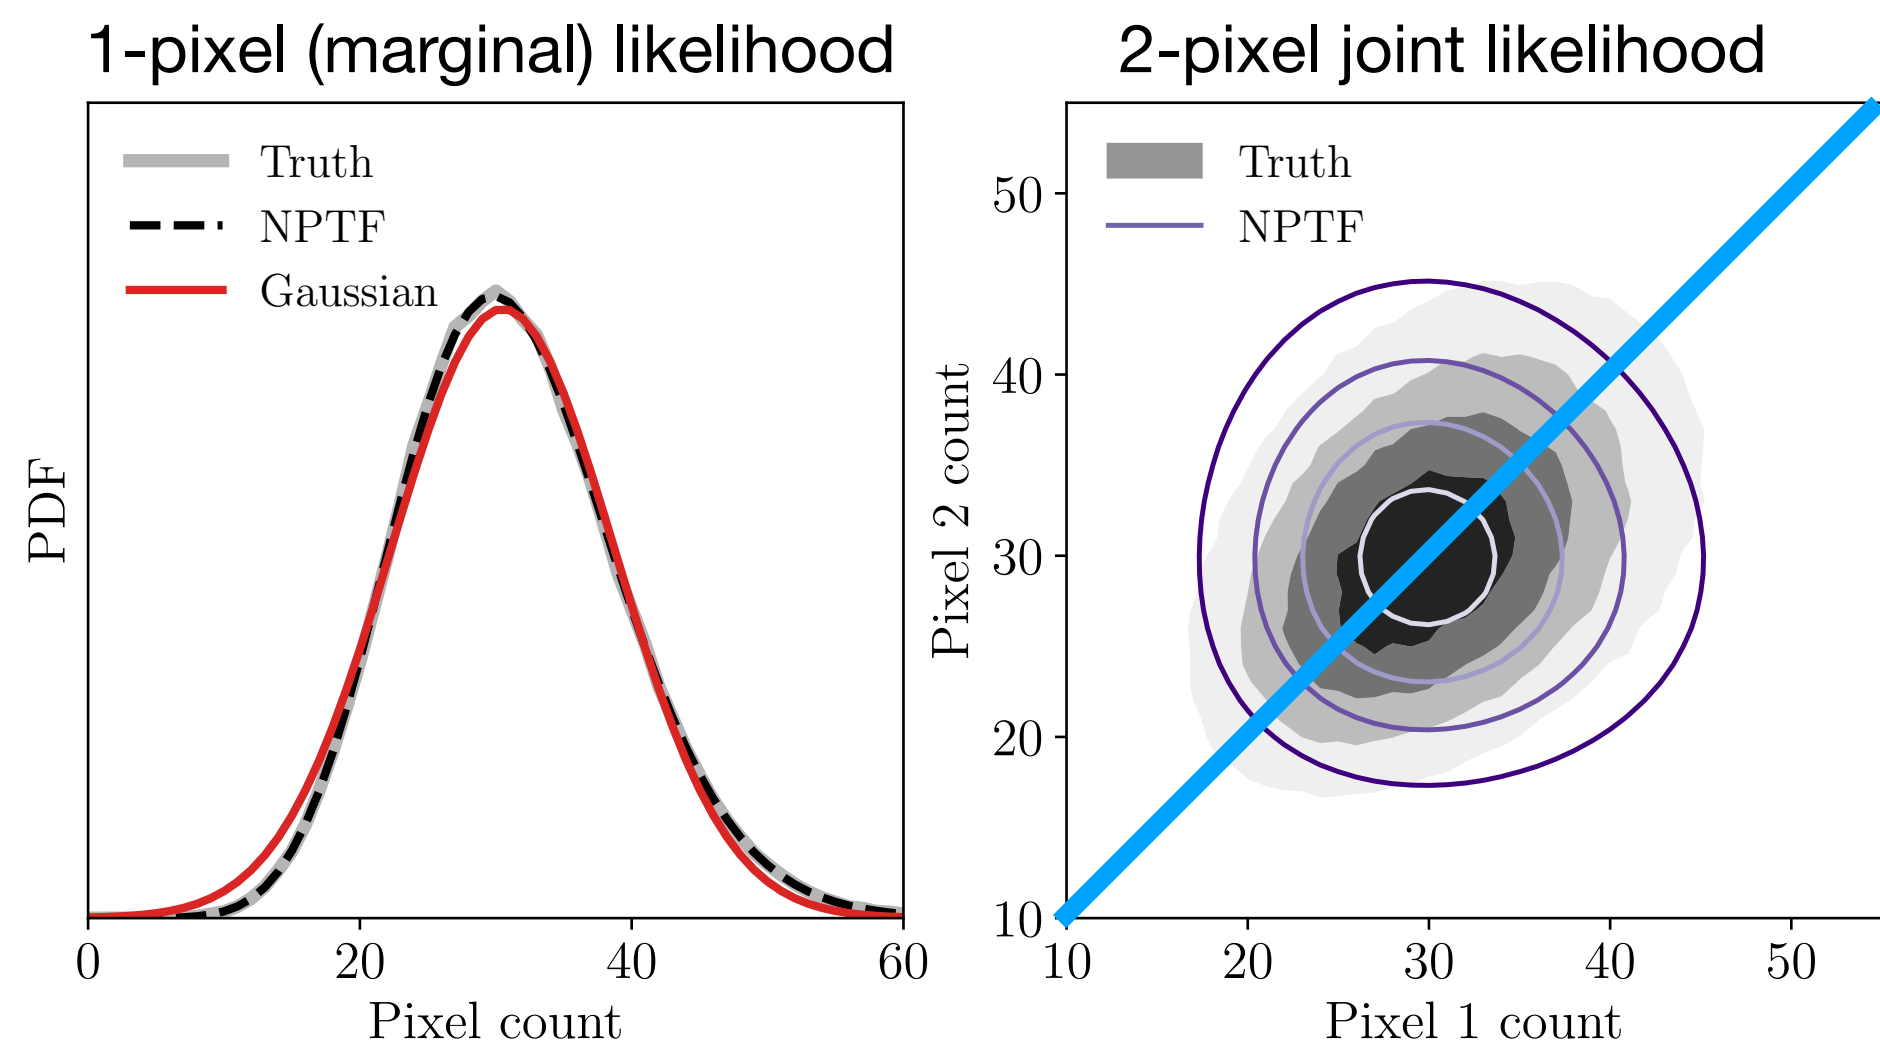 1-pixel (marginal) likelihood
Truth
NPTF
Gaussian
PDF
0 20 40 60
Pixel count
2-pixel joint likelihood
Truth
NPTF
50
40
30
20
10
Pixel 2 count
10 20 30 40 50
Pixel 1 count